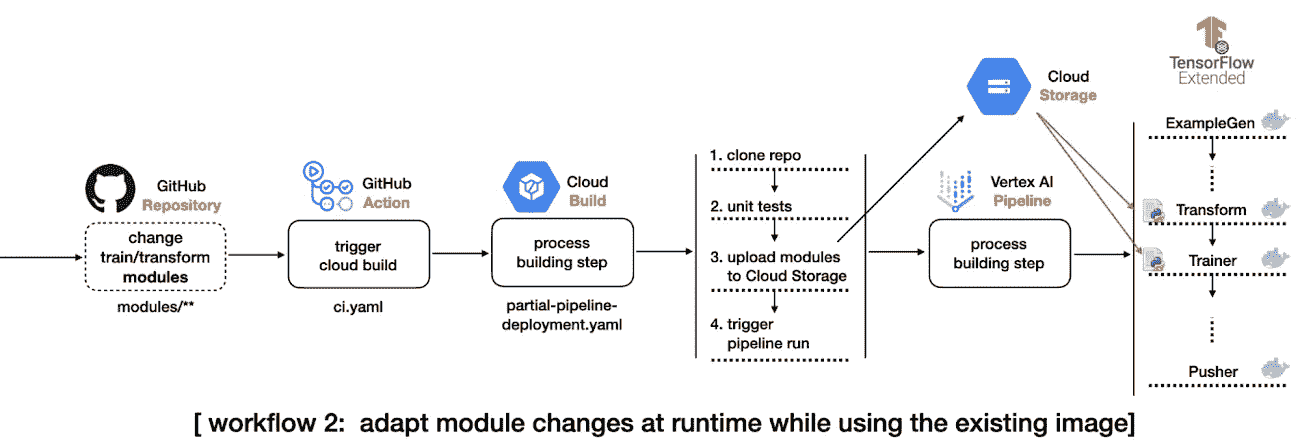 GitHub
Repository
change
train/transform
modules
modules/**
GitHub
Action
trigger
cloud build
ci.yaml
Cloud
Build
process
building step
partial-pipeline-
deployment.yaml
1. clone repo
2. unit tests
3. upload modules
to Cloud Storage
4. trigger
pipeline run
Cloud
Storage
Vertex AI
Pipeline
process
building step
TensorFlow
Extended
ExampleGen
Transform
Trainer
Pusher
[ workflow 2: adapt module changes at runtime while using the existing image]